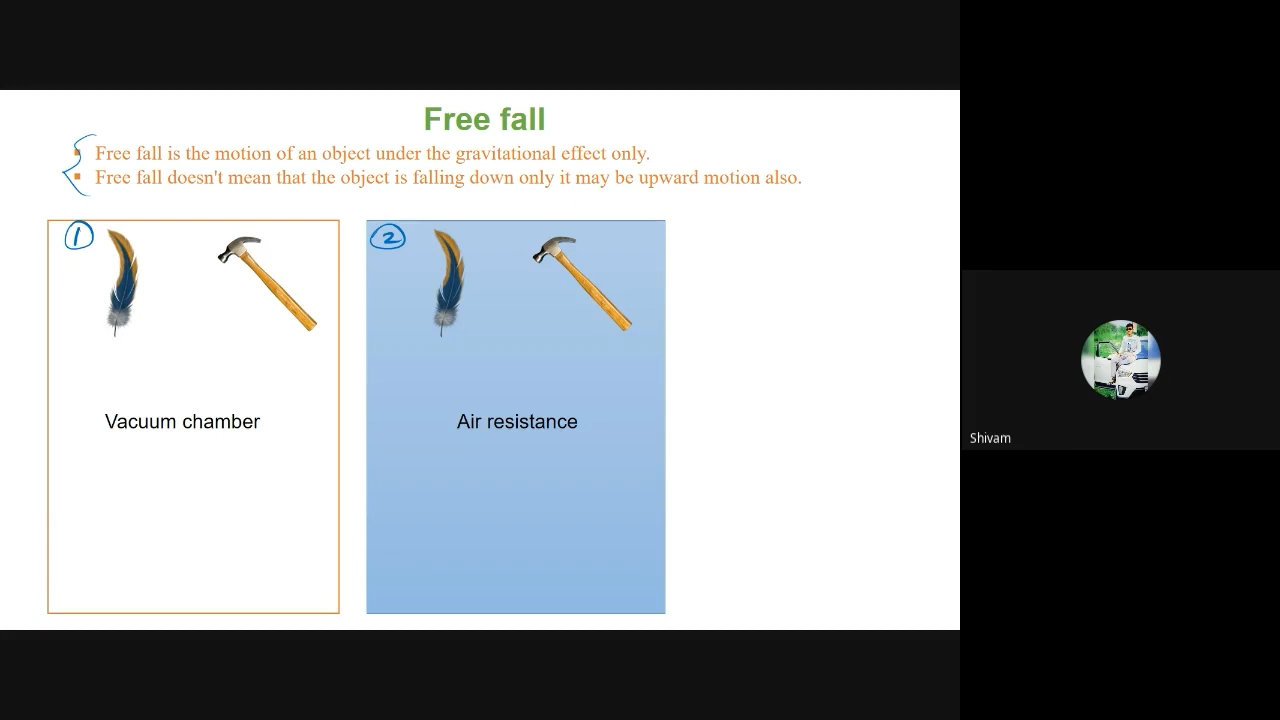 Free fall
Free fall is the motion of an object under the gravitational effect only.
Free fall doesn't mean that the object is falling down only it may be upward motion also.
1
2
Vacuum chamber
Air resistance
Shivam